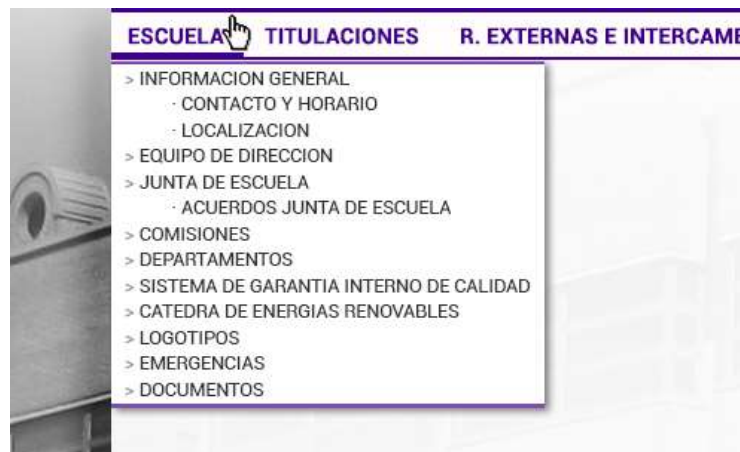 ESCUELA TITULACIONES R. EXTERNAS E
> INFORMACION GENERAL
· CONTACTO Y HORARIO
· LOCALIZACION
> EQUIPO DE DIRECCION
> JUNTA DE ESCUELA
· ACUERDOS JUNTA DE ESCUELA
> COMISIONES
> DEPARTAMENTOS
> SISTEMA DE GARANTIA INTERNO DE CALIDAD
> CATEDRA DE ENERGIAS RENOVABLES
> LOGOTIPOS
> EMERGENCIAS
> DOCUMENTOS